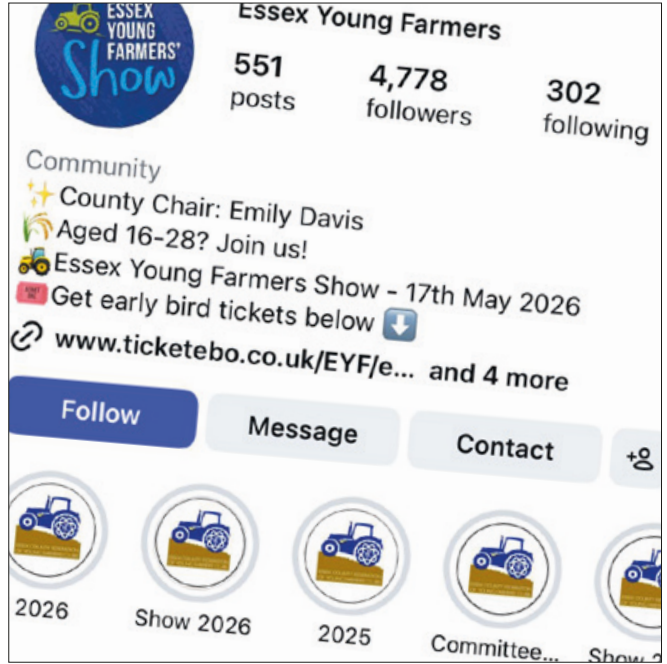 ESSEX
YOUNG
FARMERS'
Show
Essex Young Farmers
551 4,778 302
posts followers following
Community
✨County Chair: Emily Davis
🌾Aged 16-28? Join us!
🚜Essex Young Farmers Show - 17th May 2026
🎟️Get early bird tickets below ⬇️
www.ticketebo.co.uk/EYF/e... and 4 more
Follow Message Contact
2026 Show 2026 2025 Committee... Show